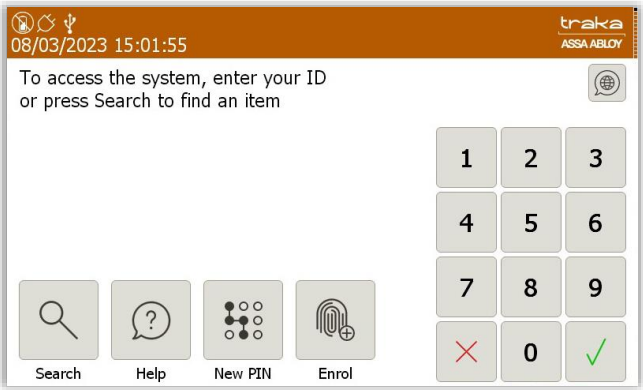 traka
08/03/2023 15:01:55
ASSA ABLOY
To access the system, enter your ID
or press Search to find an item
1 2 3
4 5 6
7 8 9
0
?
Search Help New PIN Enrol